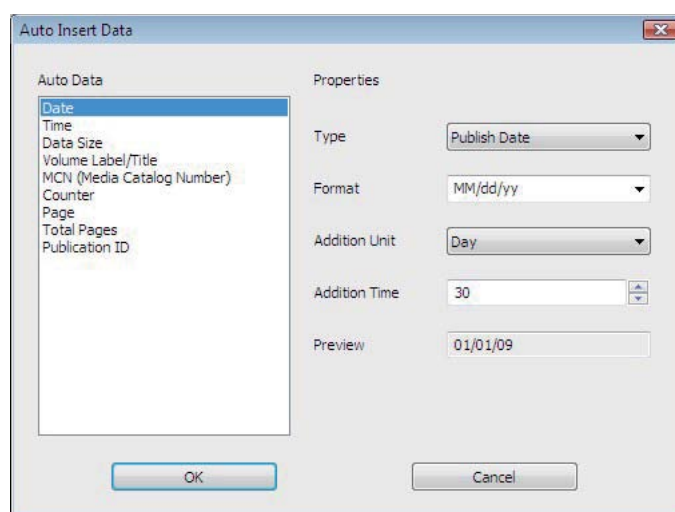 Auto Insert Data
Auto Data
Date
Time
Data Size
Volume Label/Title
MCN (Media Catalog Number)
Counter
Page
Total Pages
Publication ID
Properties
Type
Publish Date
Format
MM/dd/yy
Addition Unit
Day
Addition Time
30
Preview
01/01/09
OK
Cancel